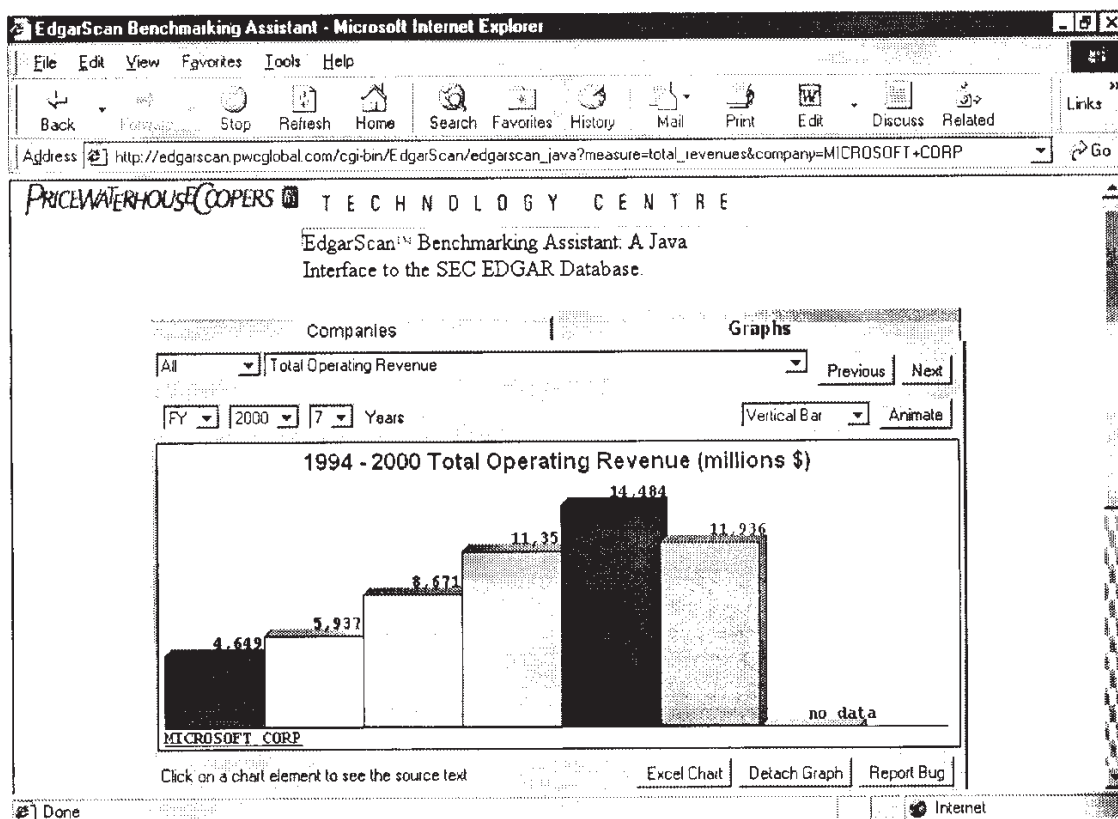 EdgarScan Benchmarking Assistant - Microsoft Internet Explorer
File Edit View Favorites Tools Help
Back Forward Stop Refresh Home Search Favorites History Mail Print Edit Discuss Related Links »
Address http://edgarscan.pwcglobal.com/cgi-bin/EdgarScan/edgarscan_java?measure=total_revenues&company=MICROSOFT+CORP Go
PRICEWATERHOUSECOOPERS TECHNOLOGY CENTRE
EdgarScan™ Benchmarking Assistant: A Java
Interface to the SEC EDGAR Database.
Companies Graphs
All Total Operating Revenue Previous Next
FY 2000 7 Years Vertical Bar Animate
1994 - 2000 Total Operating Revenue (millions $)
14,484
11,936
11,35
8,671
5,937
4,649
no data
MICROSOFT CORP
Click on a chart element to see the source text Excel Chart Detach Graph Report Bug
Done Internet